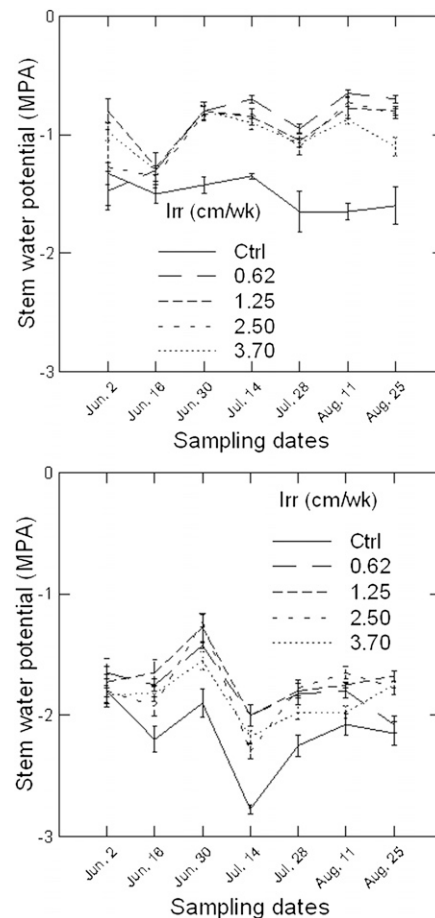 0
-1
-2
-3
Stem water potential (MPA)
Irr (cm/wk)
Ctrl
0.62
1.25
2.50
3.70
Jun. 2
Jun. 16
Jun. 30
Jul. 14
Jul. 28
Aug. 11
Aug. 25
Sampling dates
0
-1
-2
-3
Stem water potential (MPA)
Irr (cm/wk)
Ctrl
0.62
1.25
2.50
3.70
Jun. 2
Jun. 16
Jun. 30
Jul. 14
Jul. 28
Aug. 11
Aug. 25
Sampling dates